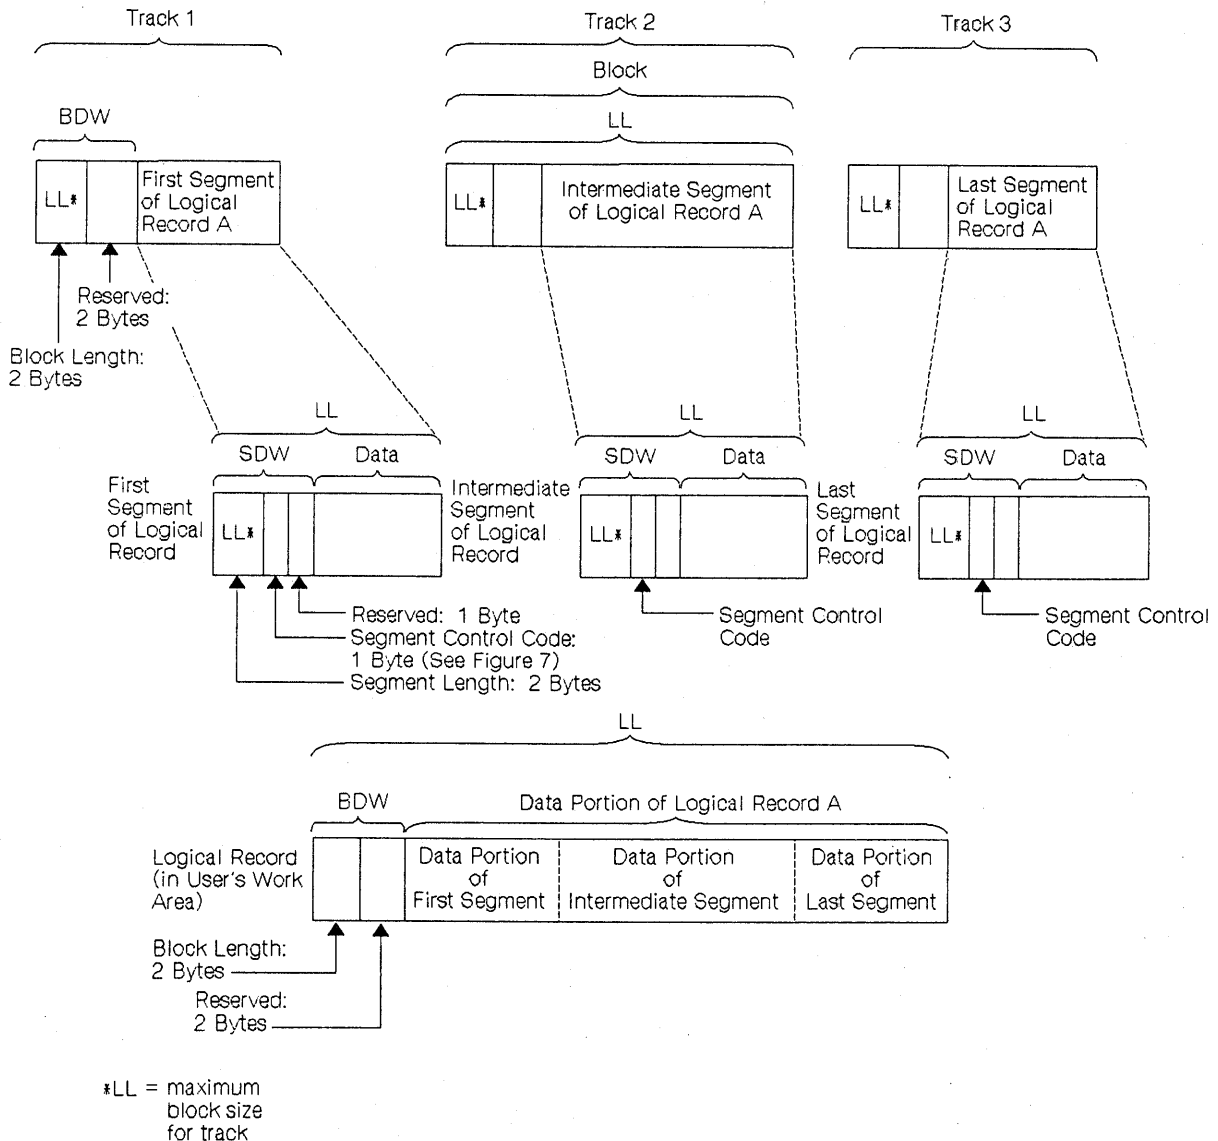 Track 1
Track 2
Track 3
Block
BDW
LL
LL*
First Segment
of Logical
Record A
LL*
Intermediate Segment
of Logical Record A
LL*
Last Segment
of Logical
Record A
Reserved:
2 Bytes
Block Length:
2 Bytes
LL
LL
LL
SDW
Data
SDW
Data
SDW
Data
First
Segment
of Logical
Record
LL*
Intermediate
Segment
of Logical
Record
LL*
Last
Segment
of Logical
Record
LL*
Reserved: 1 Byte
Segment Control Code:
1 Byte (See Figure 7)
Segment Length: 2 Bytes
Segment Control
Code
Segment Control
Code
LL
BDW
Data Portion of Logical Record A
Logical Record
(in User's Work
Area)
Data Portion
of
First Segment
Data Portion
of
Intermediate Segment
Data Portion
of
Last Segment
Block Length:
2 Bytes
Reserved:
2 Bytes
*LL = maximum
block size
for track